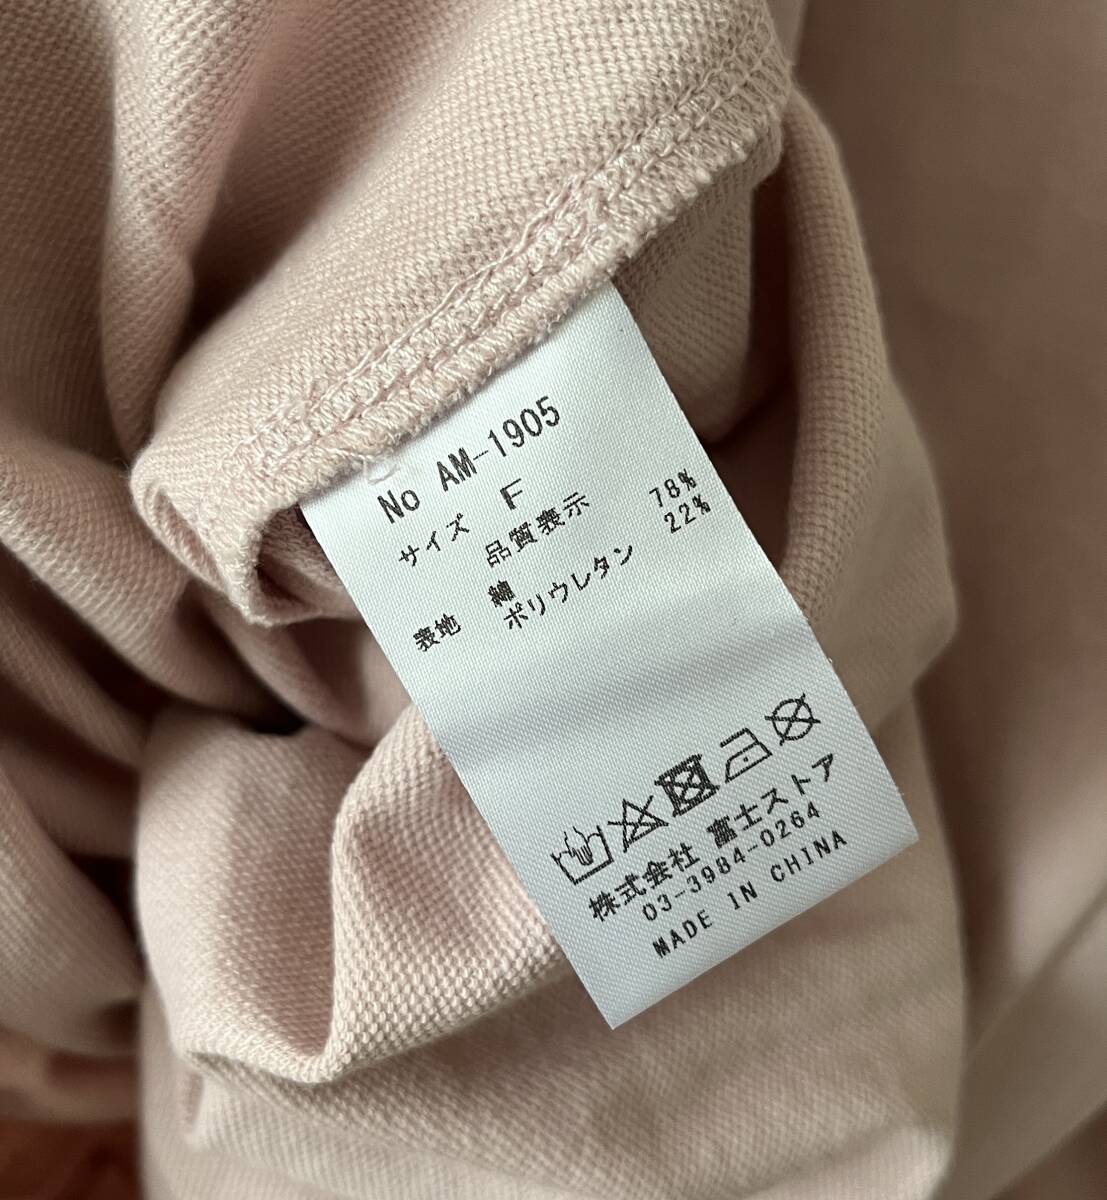 No AM-1905
サイズ F
品質表示
表地 綿 78%
ポリウレタン 22%
株式会社 富士ストア
03-3984-0264
MADE IN CHINA